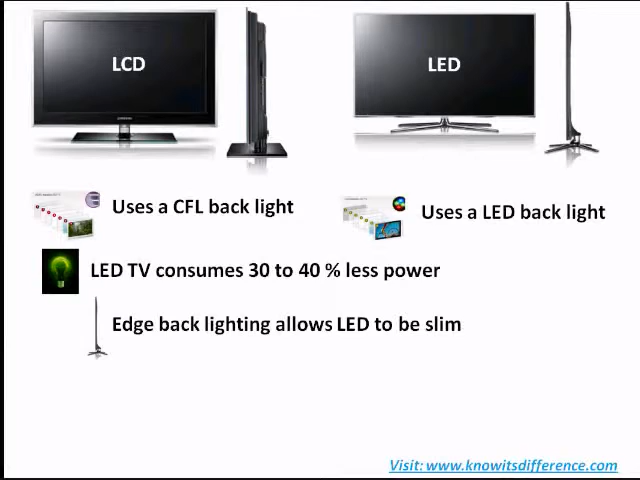 LCD
LED
SAMSUNG
Uses a CFL back light
Uses a LED back light
LED TV consumes 30 to 40 % less power
Edge back lighting allows LED to be slim
Visit: www.knowitsdifference.com